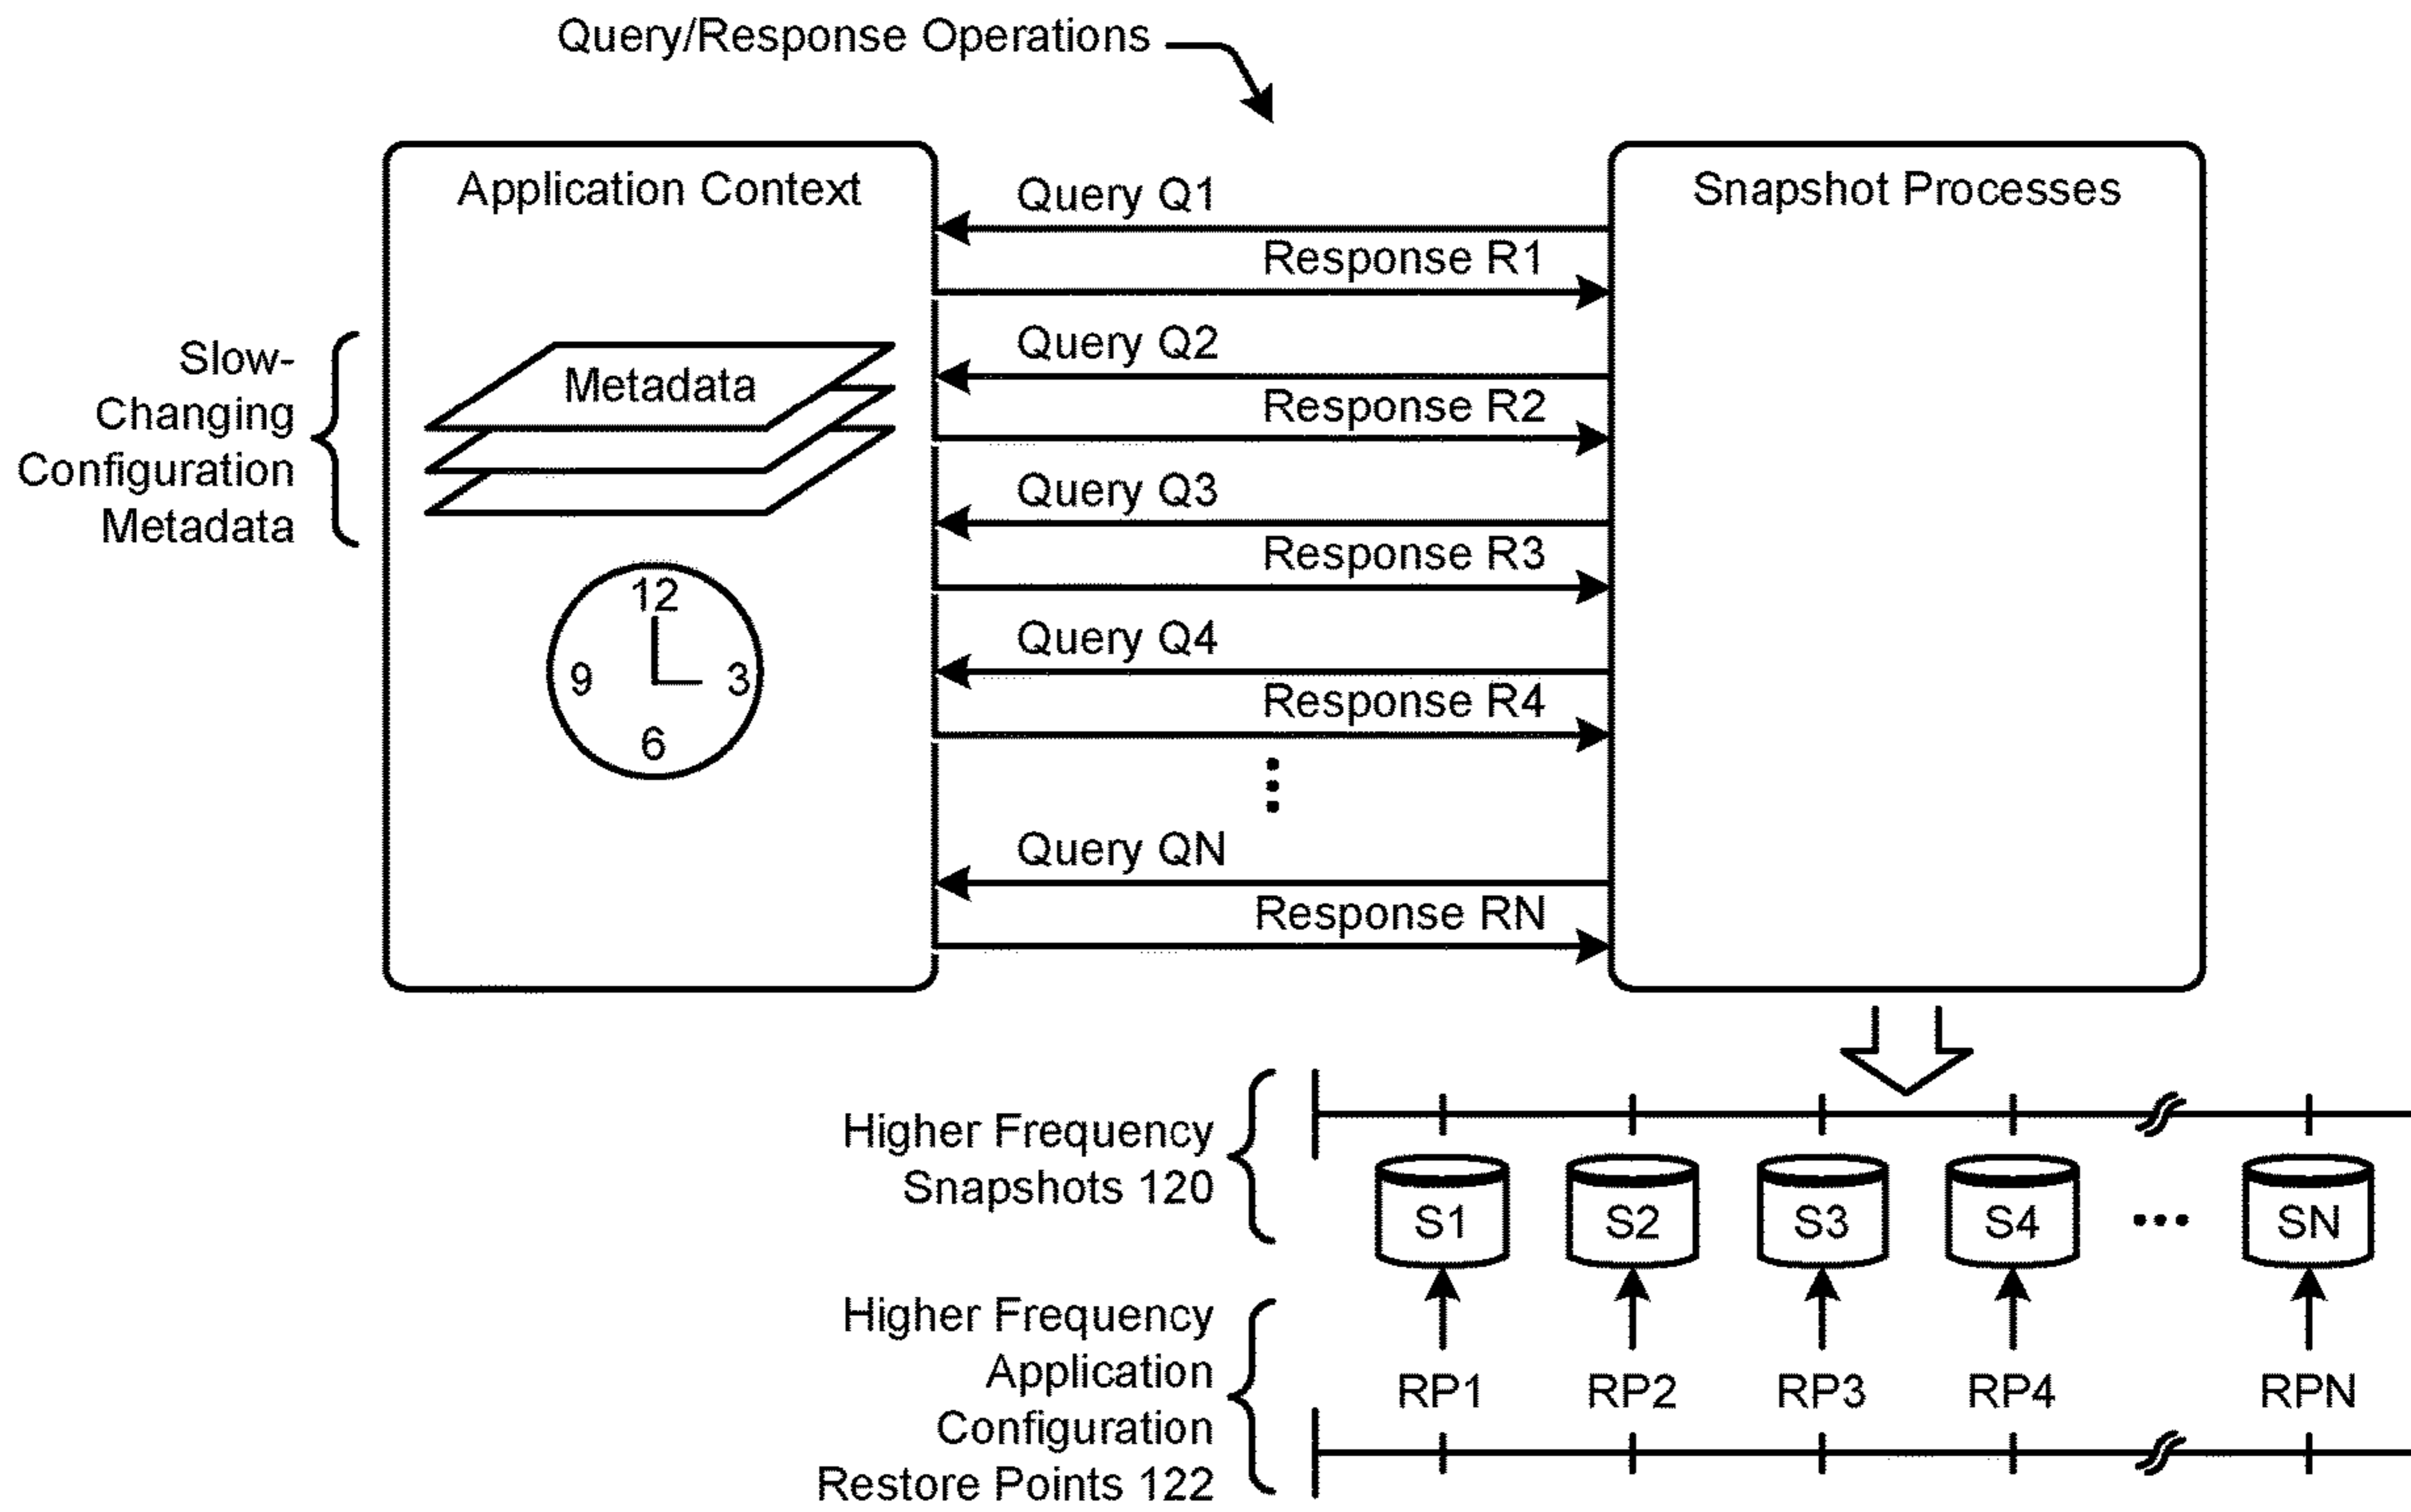 Query/Response Operations
Application Context
Snapshot Processes
Query Q1
Response R1
Query Q2
Response R2
Query Q3
Response R3
Query Q4
Response R4
Query QN
Response RN
Slow-
Changing
Configuration
Metadata
Metadata
12
9
3
6
Higher Frequency
Snapshots 120
S1
S2
S3
S4
SN
Higher Frequency
Application
Configuration
Restore Points 122
RP1
RP2
RP3
RP4
RPN